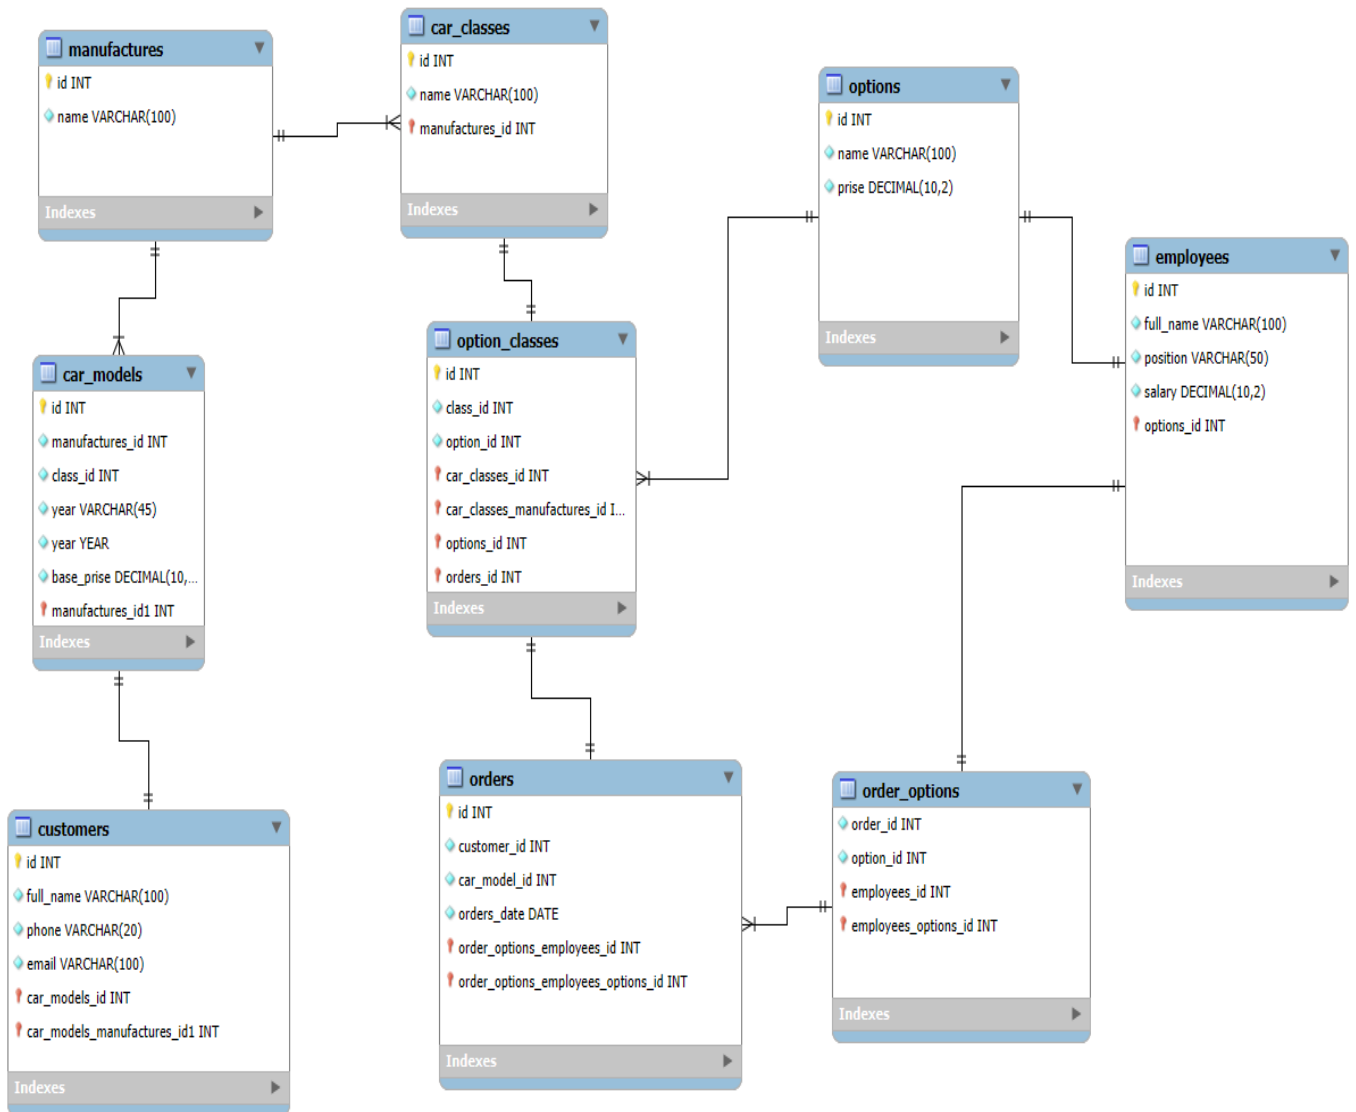 manufactures
id INT
name VARCHAR(100)
Indexes
car_classes
id INT
name VARCHAR(100)
manufactures_id INT
Indexes
options
id INT
name VARCHAR(100)
prise DECIMAL(10,2)
Indexes
employees
id INT
full_name VARCHAR(100)
position VARCHAR(50)
salary DECIMAL(10,2)
options_id INT
Indexes
car_models
id INT
manufactures_id INT
class_id INT
year VARCHAR(45)
year YEAR
base_prise DECIMAL(10,...
manufactures_id1 INT
Indexes
option_classes
id INT
class_id INT
option_id INT
car_classes_id INT
car_classes_manufactures_id I...
options_id INT
orders_id INT
Indexes
customers
id INT
full_name VARCHAR(100)
phone VARCHAR(20)
email VARCHAR(100)
car_models_id INT
car_models_manufactures_id1 INT
Indexes
orders
id INT
customer_id INT
car_model_id INT
orders_date DATE
order_options_employees_id INT
order_options_employees_options_id INT
Indexes
order_options
order_id INT
option_id INT
employees_id INT
employees_options_id INT
Indexes